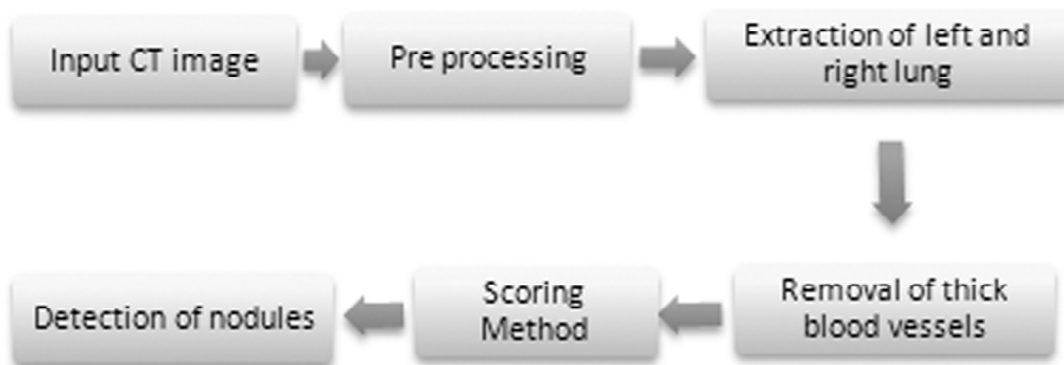 Input CT image
Pre processing
Extraction of left and
right lung
Removal of thick
blood vessels
Scoring
Method
Detection of nodules